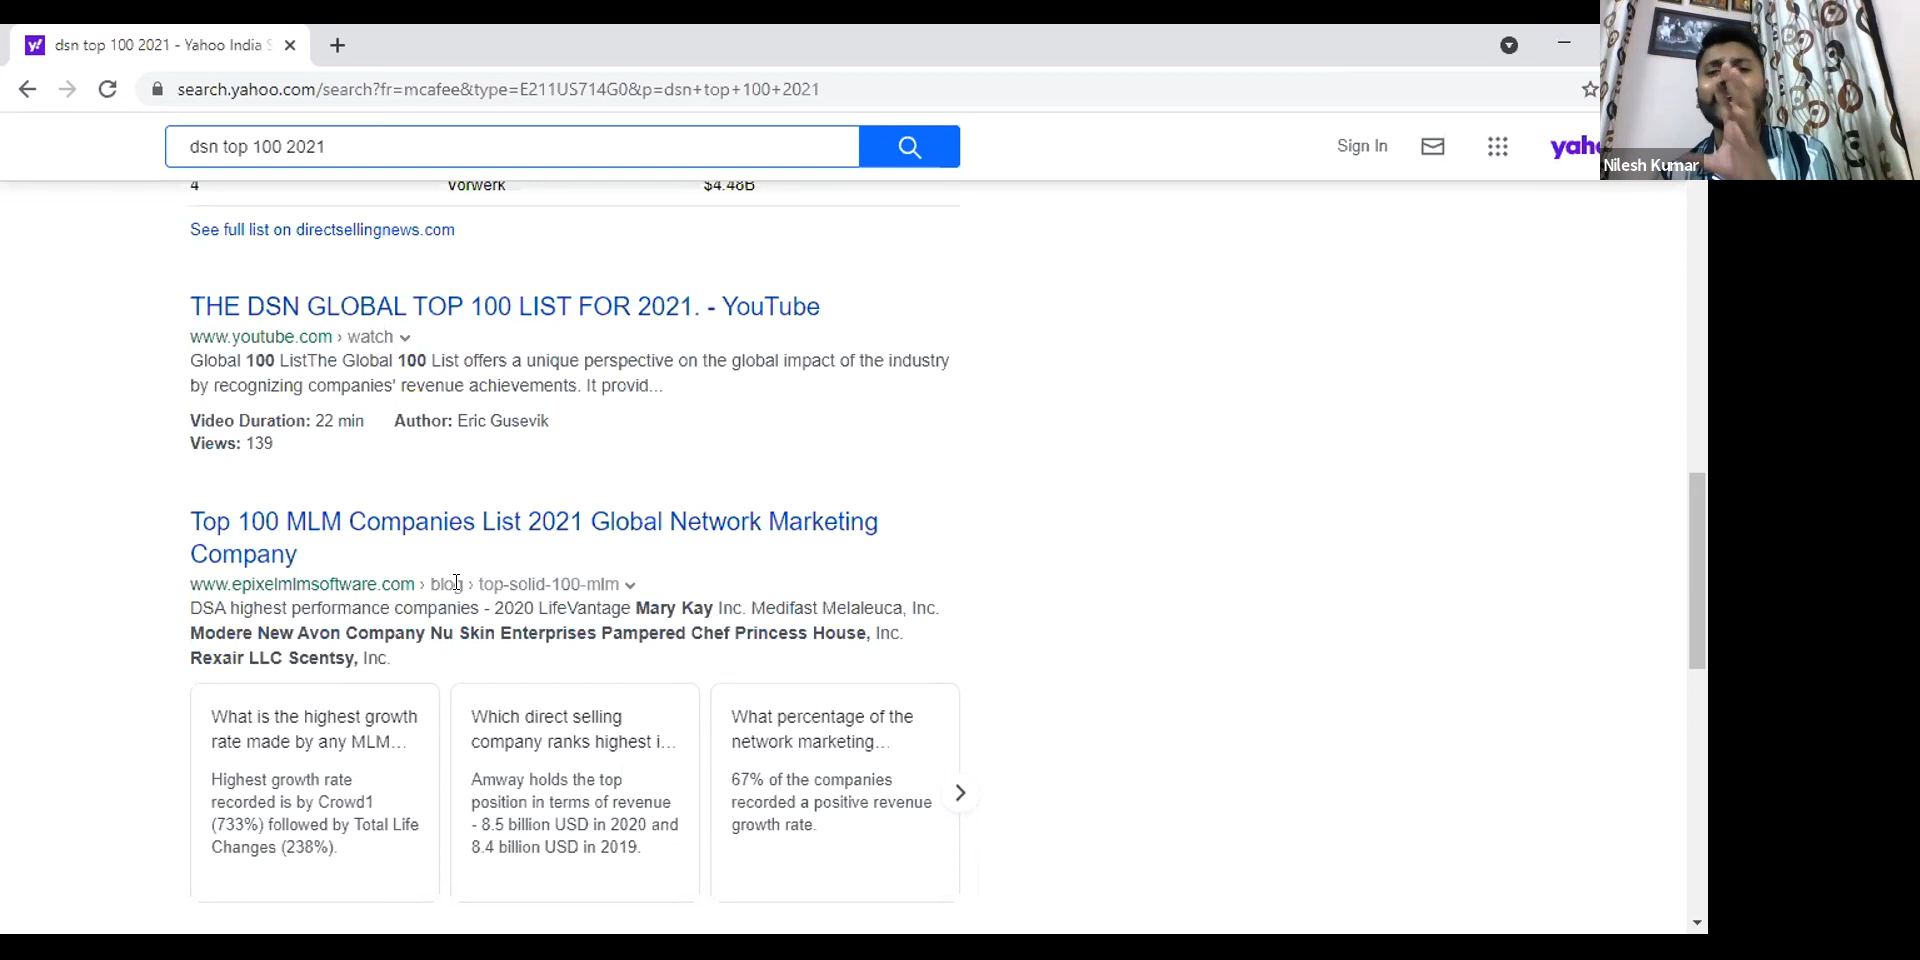 dsn top 100 2021 - Yahoo India S
search.yahoo.com/search?fr=mcafee&type=E211US714G0&p=dsn+top+100+2021
dsn top 100 2021
Sign In
yaho
Nilesh Kumar
4 Vorwerk $4.48B
See full list on directsellingnews.com
THE DSN GLOBAL TOP 100 LIST FOR 2021. - YouTube
www.youtube.com › watch
Global 100 ListThe Global 100 List offers a unique perspective on the global impact of the industry
by recognizing companies' revenue achievements. It provid...
Video Duration: 22 min Author: Eric Gusevik
Views: 139
Top 100 MLM Companies List 2021 Global Network Marketing
Company
www.epixelmlmsoftware.com › blog › top-solid-100-mlm
DSA highest performance companies - 2020 LifeVantage Mary Kay Inc. Medifast Melaleuca, Inc.
Modere New Avon Company Nu Skin Enterprises Pampered Chef Princess House, Inc.
Rexair LLC Scentsy, Inc.
What is the highest growth
rate made by any MLM...
Highest growth rate
recorded is by Crowd1
(733%) followed by Total Life
Changes (238%).
Which direct selling
company ranks highest i...
Amway holds the top
position in terms of revenue
- 8.5 billion USD in 2020 and
8.4 billion USD in 2019.
What percentage of the
network marketing...
67% of the companies
recorded a positive revenue
growth rate.